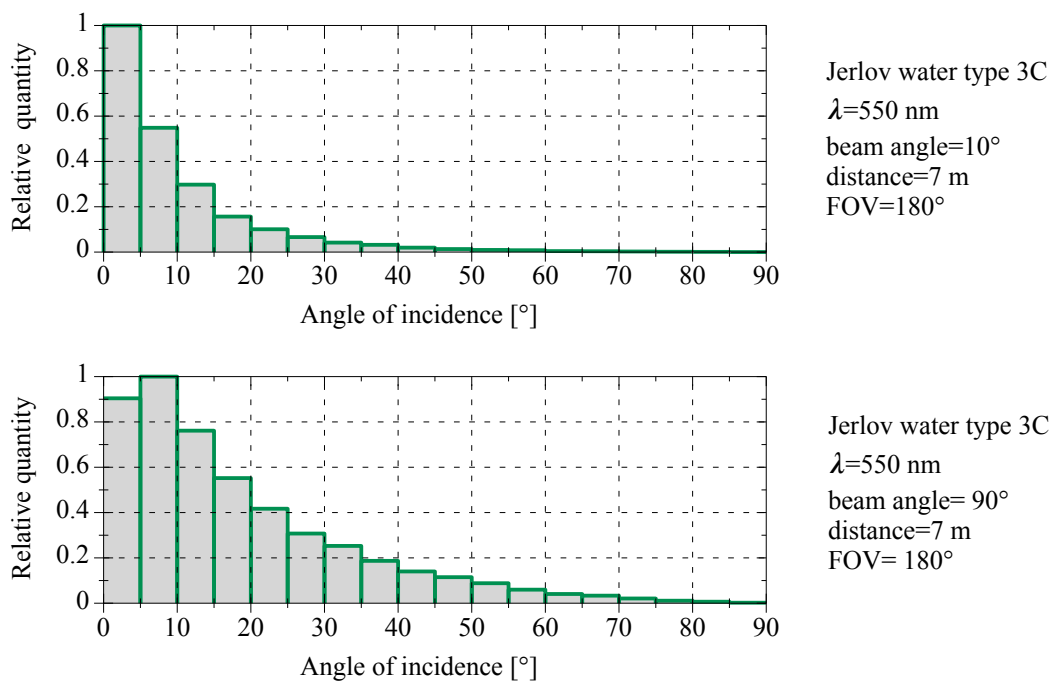 1
0.8
0.6
0.4
0.2
0
Relative quantity
0 10 20 30 40 50 60 70 80 90
Angle of incidence [°]
Jerlov water type 3C
λ=550 nm
beam angle=10°
distance=7 m
FOV=180°
1
0.8
0.6
0.4
0.2
0
Relative quantity
0 10 20 30 40 50 60 70 80 90
Angle of incidence [°]
Jerlov water type 3C
λ=550 nm
beam angle= 90°
distance=7 m
FOV= 180°